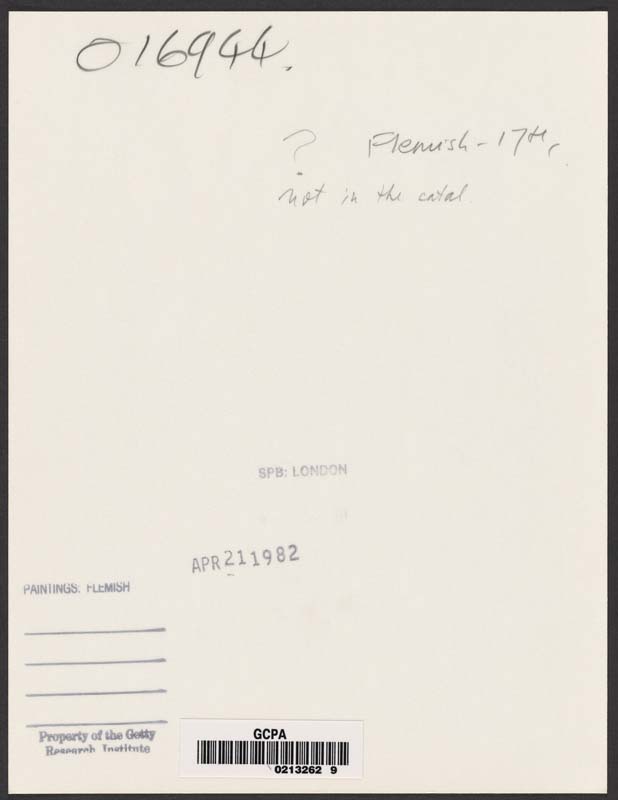 016944.
? Flemish - 17th,
not in the catal.
SPB: LONDON
APR 21 1982
PAINTINGS: FLEMISH
Property of the Getty
Research Institute
GCPA
0213262 9